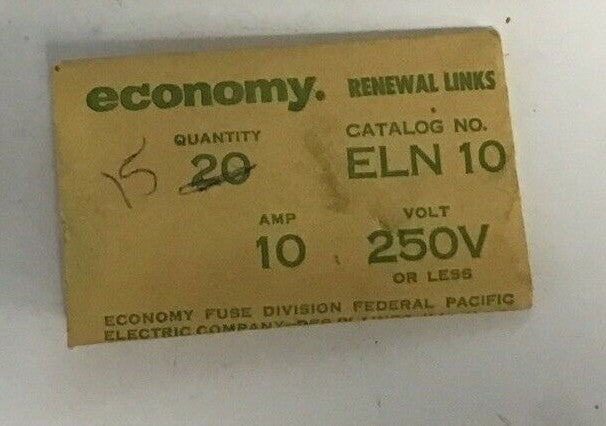 economy. RENEWAL LINKS
QUANTITY CATALOG NO.
15 20 ELN 10
AMP VOLT
10 250V
OR LESS
ECONOMY FUSE DIVISION FEDERAL PACIFIC
ELECTRIC COMPANY